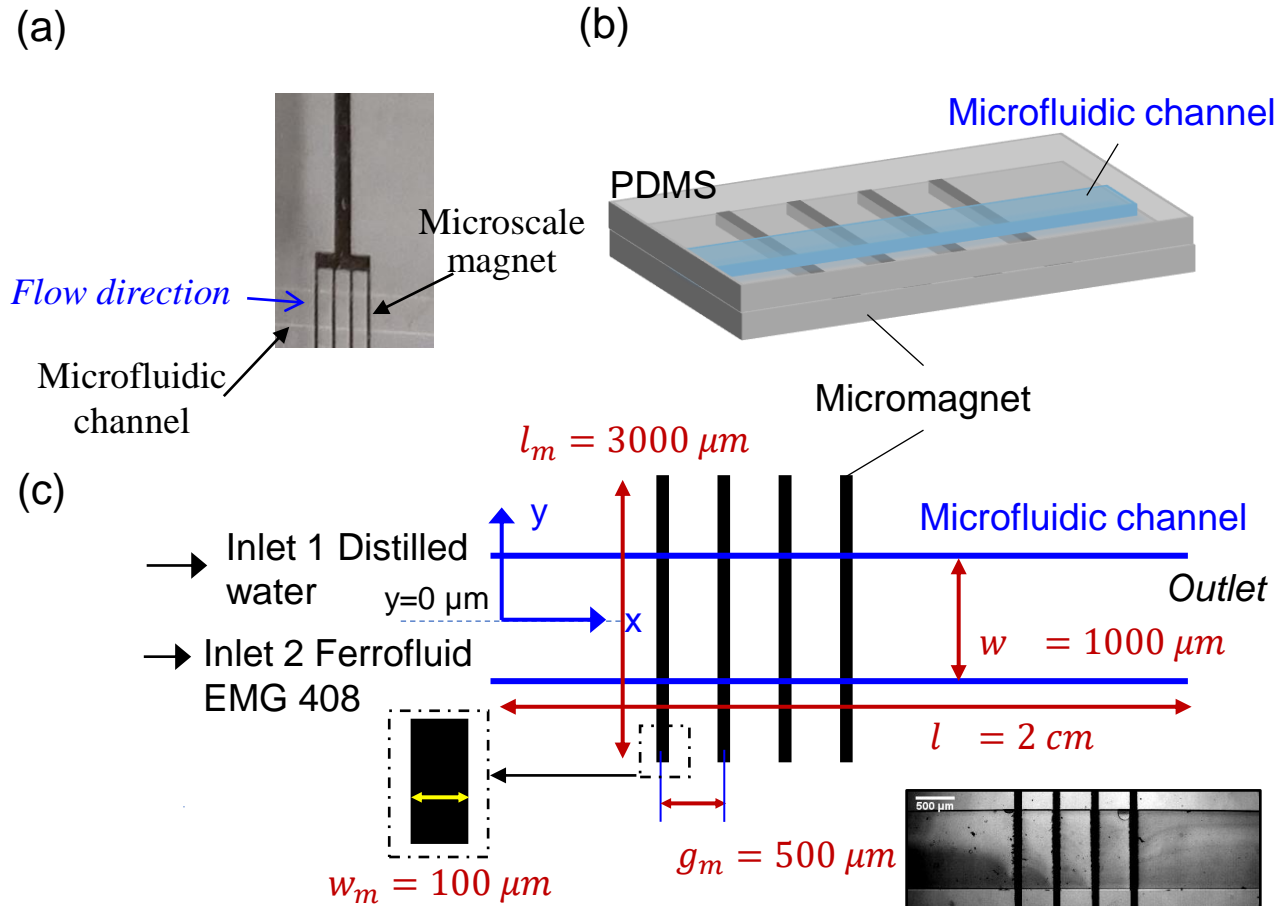 (a)
(b)
Microfluidic channel
PDMS
Microscale
magnet
Flow direction
Microfluidic
channel
Micromagnet
l_m = 3000 μm
(c)
y
Microfluidic channel
Inlet 1 Distilled
water
Outlet
y=0 μm
x
Inlet 2 Ferrofluid
EMG 408
w = 1000 μm
l = 2 cm
500 μm
g_m = 500 μm
w_m = 100 μm